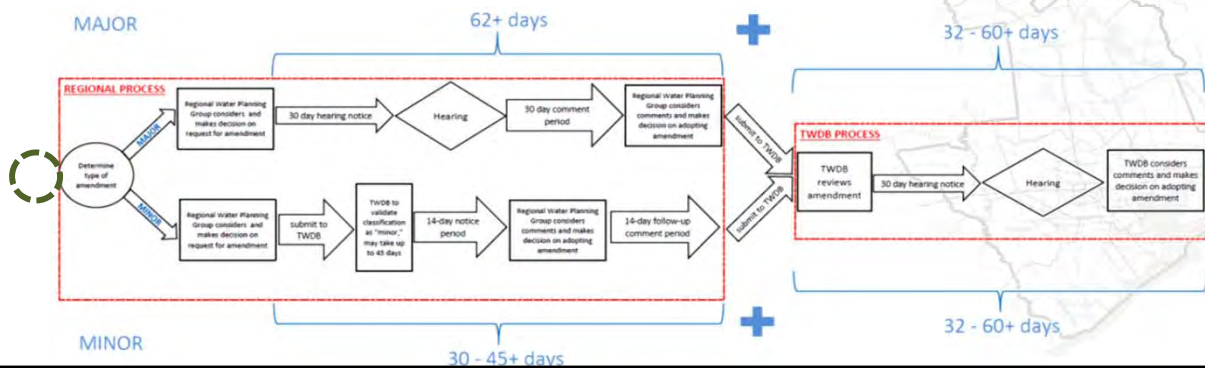 MAJOR
62+ days
32 - 60+ days
REGIONAL PROCESS
Determine
type of
amendment
MAJOR
Regional Water Planning
Group considers and
makes decision on
request for amendment
30 day hearing notice
Hearing
30 day comment
period
Regional Water Planning
Group considers
comments and makes
decision on adopting
amendment
submit to TWDB
MINOR
Regional Water Planning
Group considers and
makes decision on
request for amendment
submit to
TWDB
TWDB to
validate
classification
as "minor,"
may take up
to 45 days
14-day notice
period
Regional Water Planning
Group considers
comments and makes
decision on adopting
amendment
14-day follow-up
comment period
submit to TWDB
TWDB PROCESS
TWDB
reviews
amendment
30 day hearing notice
Hearing
TWDB considers
comments and makes
decision on adopting
amendment
MINOR
30 - 45+ days
32 - 60+ days